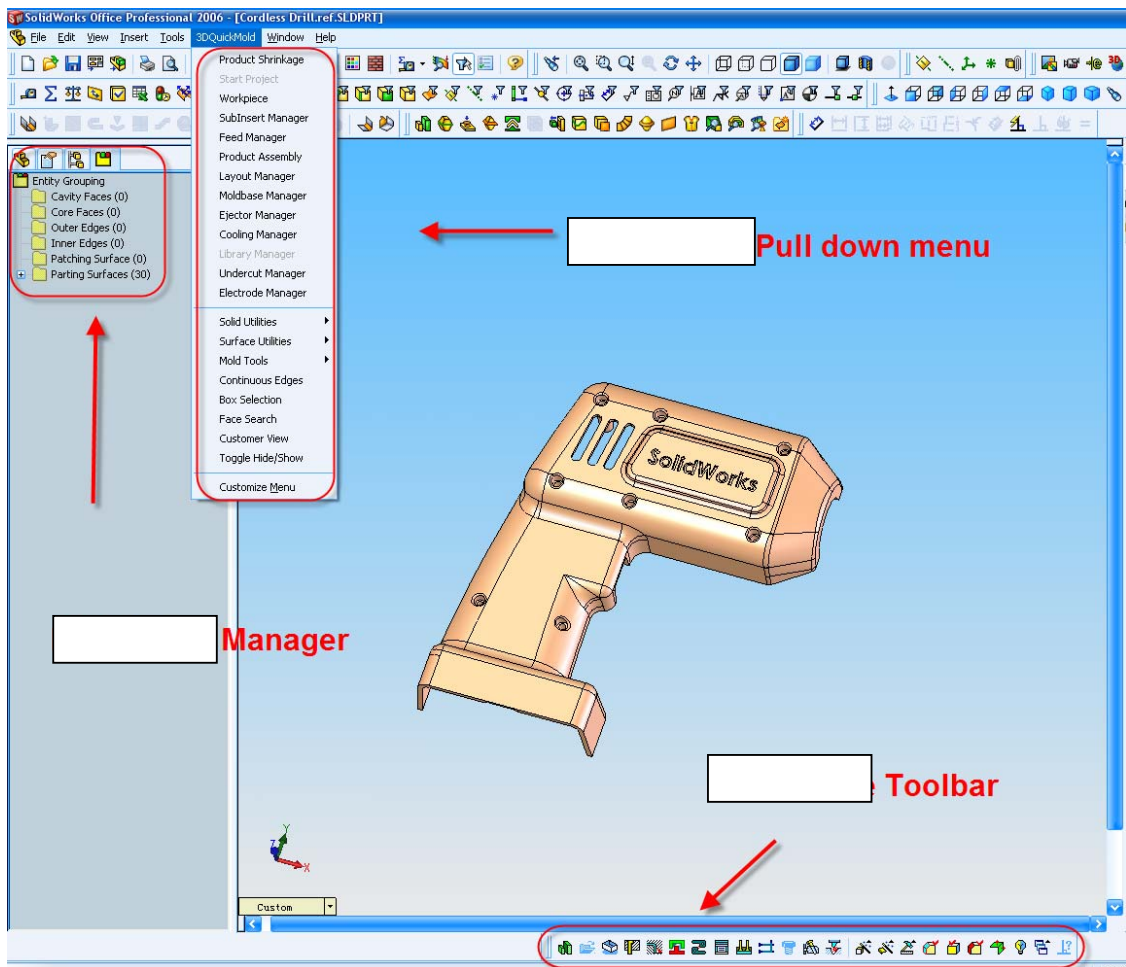 SolidWorks Office Professional 2006 - [Cordless Drill.ref.SLDPRT]
File Edit View Insert Tools 3DQuickMold Window Help
Product Shrinkage
Start Project
Workpiece
SubInsert Manager
Feed Manager
Product Assembly
Layout Manager
Moldbase Manager
Ejector Manager
Cooling Manager
Library Manager
Undercut Manager
Electrode Manager
Solid Utilities
Surface Utilities
Mold Tools
Continuous Edges
Box Selection
Face Search
Customer View
Toggle Hide/Show
Customize Menu
Entity Grouping
Cavity Faces (0)
Core Faces (0)
Outer Edges (0)
Inner Edges (0)
Patching Surface (0)
Parting Surfaces (30)
Pull down menu
SolidWorks
Manager
Toolbar
Y
Z
X
Custom